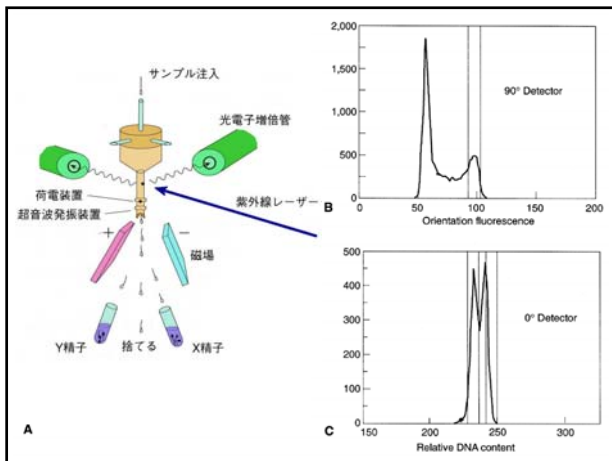 サンプル注入
光電子増倍管
荷電装置
超音波発振装置
紫外線レーザー
+
−
磁場
Y精子
捨てる
X精子
A
2,000
1,500
1,000
500
0
90° Detector
0
50
100
150
200
B
Orientation fluorescence
500
400
300
200
100
0
0° Detector
150
200
250
300
C
Relative DNA content